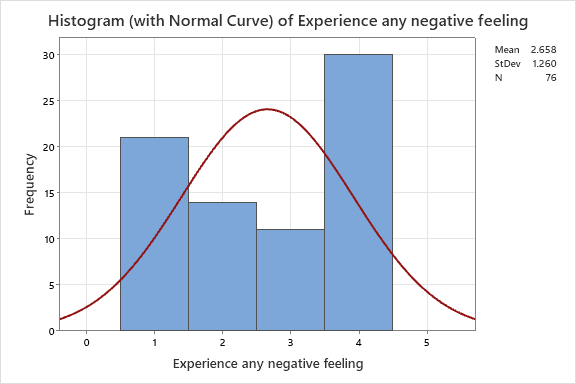 Histogram (with Normal Curve) of Experience any negative feeling
Mean 2.658
StDev 1.260
N 76
30
25
20
15
10
5
0
Frequency
0 1 2 3 4 5
Experience any negative feeling